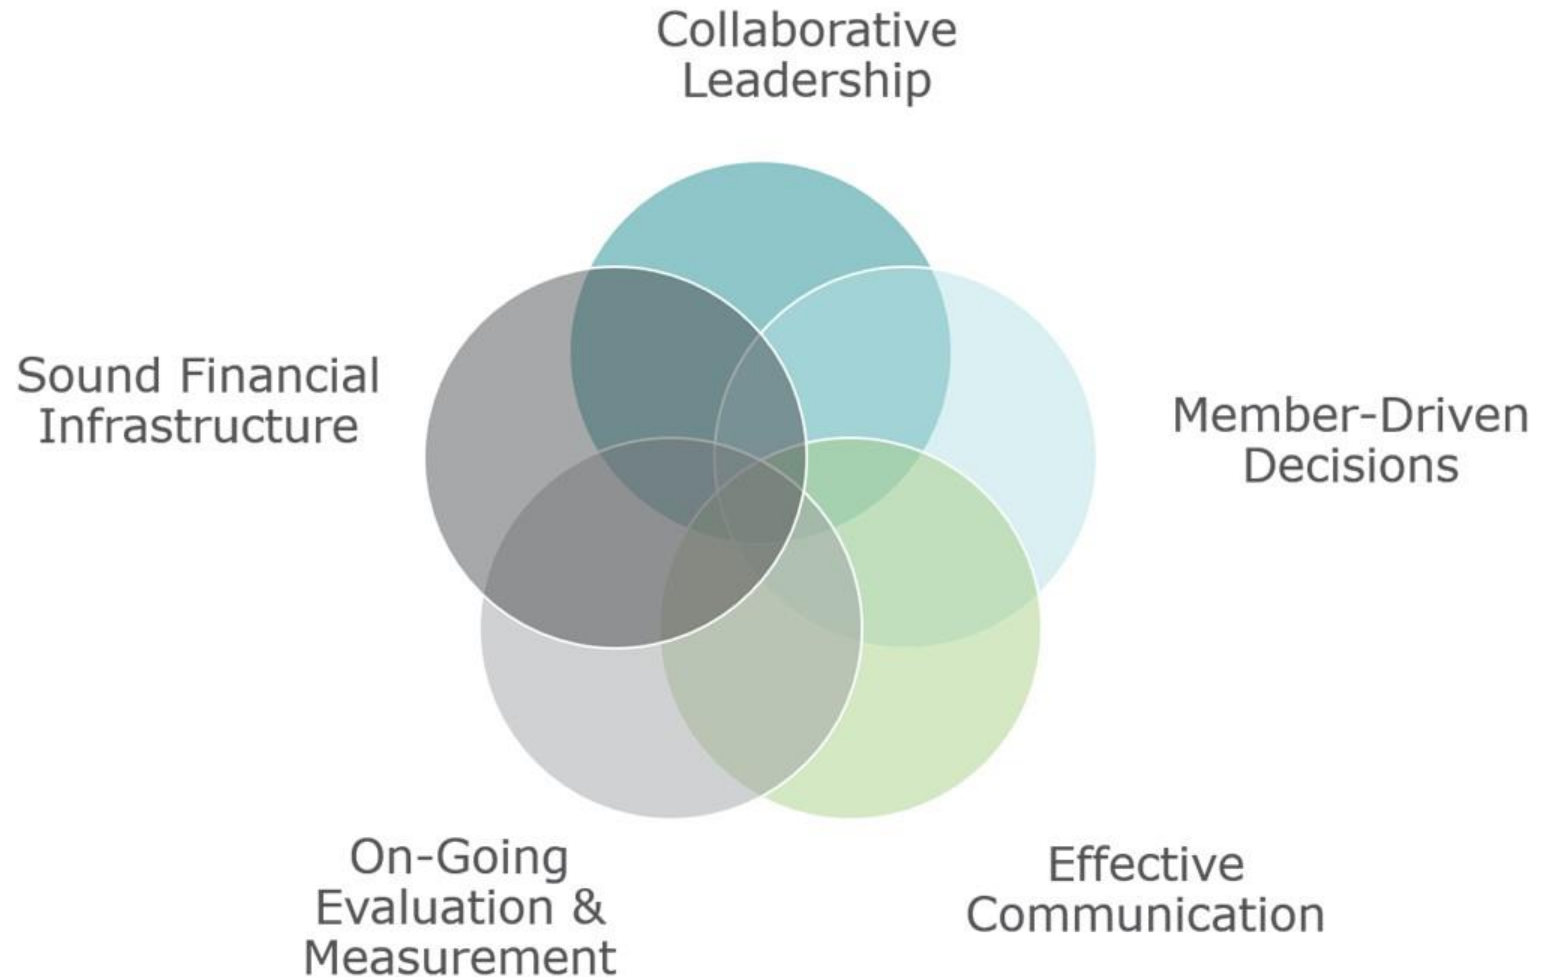 Collaborative
Leadership
Sound Financial
Infrastructure
Member-Driven
Decisions
On-Going
Evaluation &
Measurement
Effective
Communication